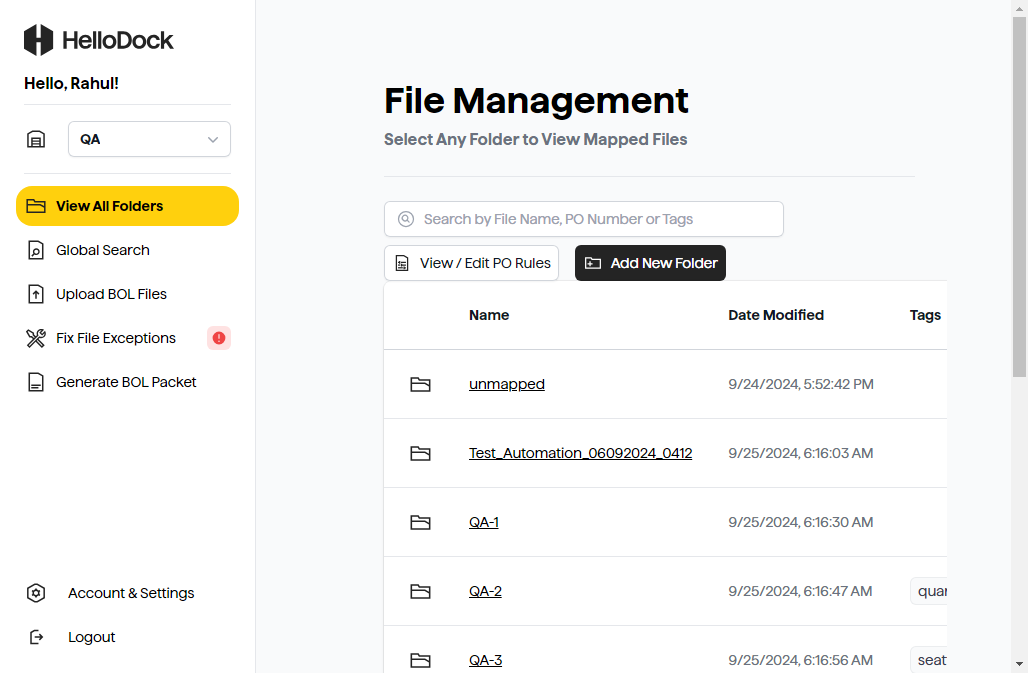 HelloDock
Hello, Rahul!
QA
View All Folders
Global Search
Upload BOL Files
Fix File Exceptions
Generate BOL Packet
Account & Settings
Logout
File Management
Select Any Folder to View Mapped Files
Search by File Name, PO Number or Tags
View / Edit PO Rules
Add New Folder
Name Date Modified Tags
unmapped 9/24/2024, 5:52:42 PM
Test_Automation_06092024_0412 9/25/2024, 6:16:03 AM
QA-1 9/25/2024, 6:16:30 AM
QA-2 9/25/2024, 6:16:47 AM
QA-3 9/25/2024, 6:16:56 AM seat